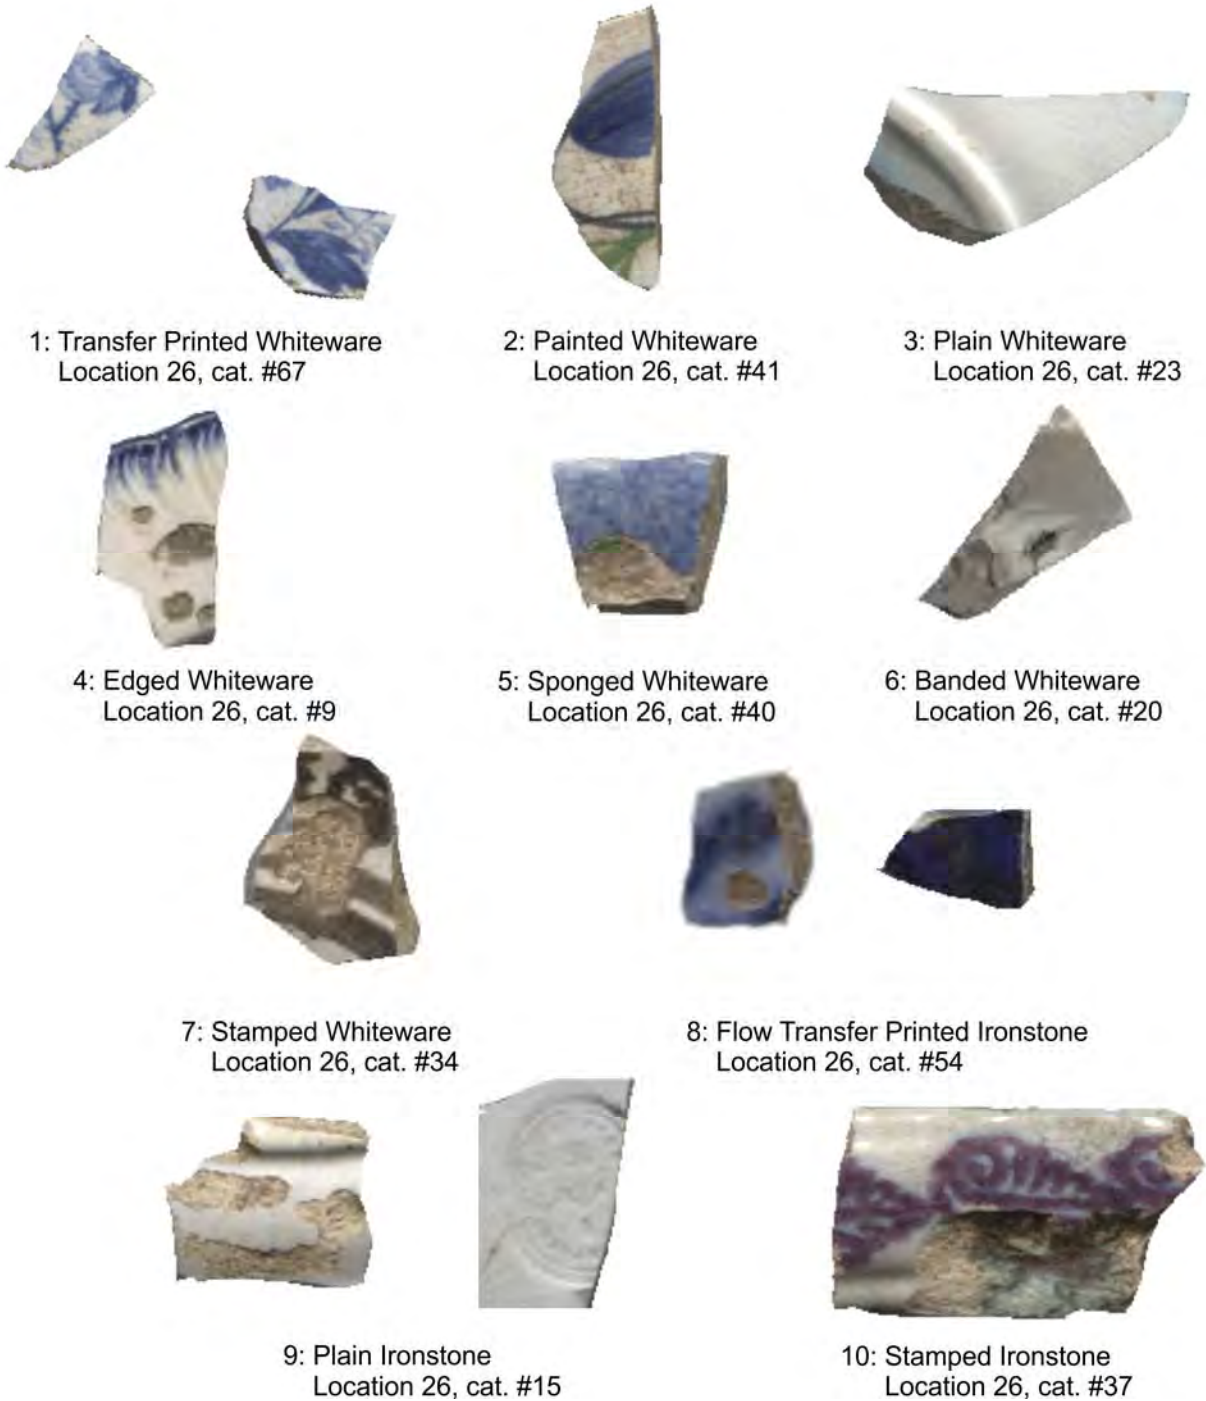 1: Transfer Printed Whiteware
Location 26, cat. #67
2: Painted Whiteware
Location 26, cat. #41
3: Plain Whiteware
Location 26, cat. #23
4: Edged Whiteware
Location 26, cat. #9
5: Sponged Whiteware
Location 26, cat. #40
6: Banded Whiteware
Location 26, cat. #20
7: Stamped Whiteware
Location 26, cat. #34
8: Flow Transfer Printed Ironstone
Location 26, cat. #54
9: Plain Ironstone
Location 26, cat. #15
10: Stamped Ironstone
Location 26, cat. #37